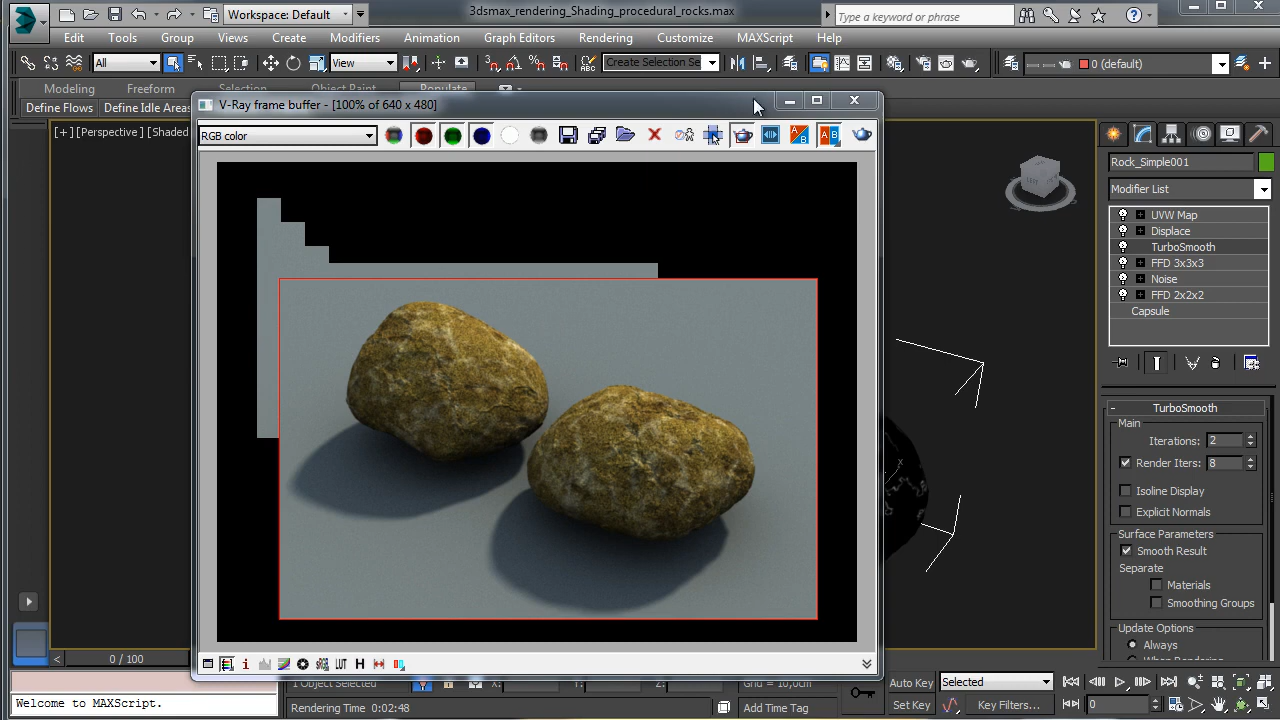 Workspace: Default
3dsmax_rendering_Shading_procedural_rocks.max
Type a keyword or phrase
Edit Tools Group Views Create Modifiers Animation Graph Editors Rendering Customize MAXScript Help
All
View
Create Selection Se
0 (default)
Modeling Freeform Selection Object Paint Populate
Define Flows Define Idle Areas
[+] [Perspective] [Shaded
V-Ray frame buffer - [100% of 640 x 480]
RGB color
Rock_Simple001
Modifier List
UVW Map
Displace
TurboSmooth
FFD 3x3x3
Noise
FFD 2x2x2
Capsule
- TurboSmooth
Main
Iterations: 2
Render Iters: 8
Isoline Display
Explicit Normals
Surface Parameters
Smooth Result
Separate
Materials
Smoothing Groups
Update Options
Always
When Rendering
LUT H
< 0 / 100
1 Object Selected X: Y: Z: Grid = 10,0cm Auto Key Selected
Welcome to MAXScript.
Rendering Time 0:02:48 Add Time Tag Set Key Key Filters... 0